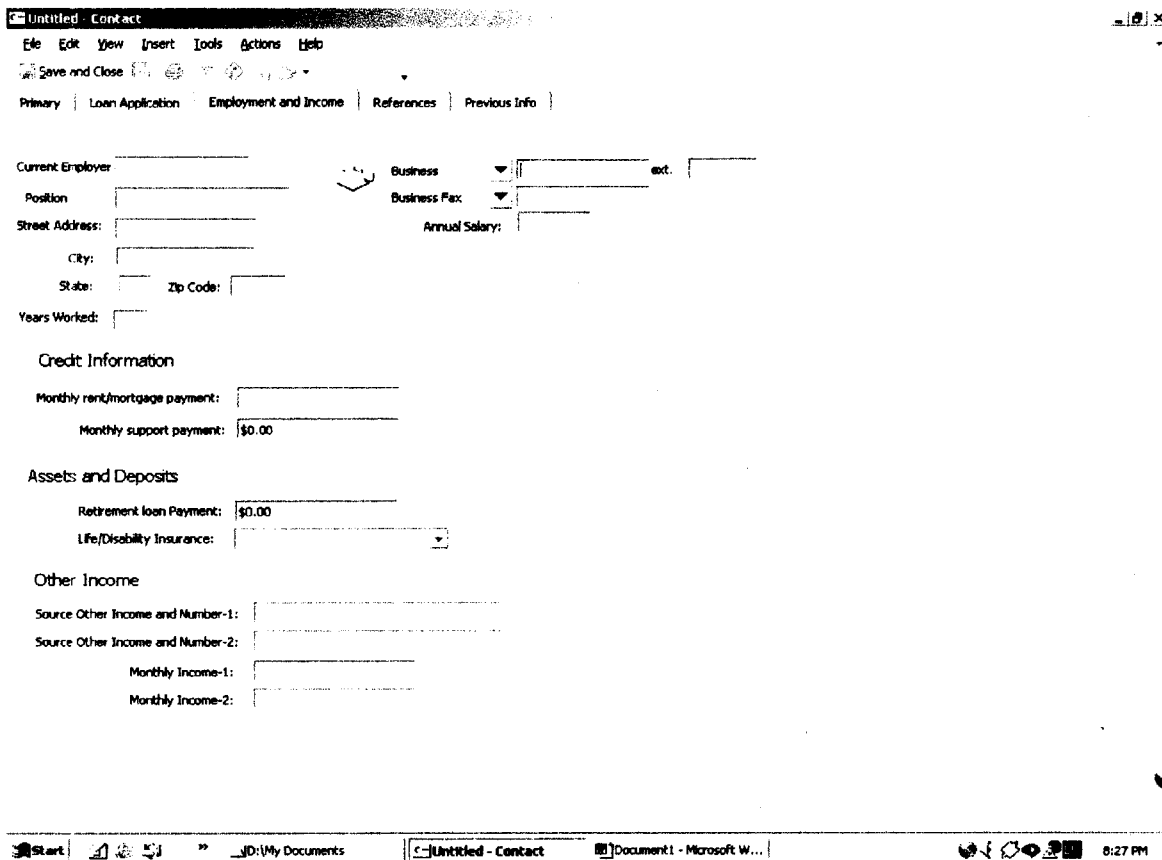 Untitled - Contact
File Edit View Insert Tools Actions Help
Save and Close
Primary Loan Application Employment and Income References Previous Info
Current Employer Business ext.
Position Business Fax
Street Address: Annual Salary:
City:
State: Zip Code:
Years Worked:
Credit Information
Monthly rent/mortgage payment:
Monthly support payment: $0.00
Assets and Deposits
Retirement loan Payment: $0.00
Life/Disability Insurance:
Other Income
Source Other Income and Number-1:
Source Other Income and Number-2:
Monthly Income-1:
Monthly Income-2:
Start » D:\My Documents Untitled - Contact Document1 - Microsoft W... 8:27 PM